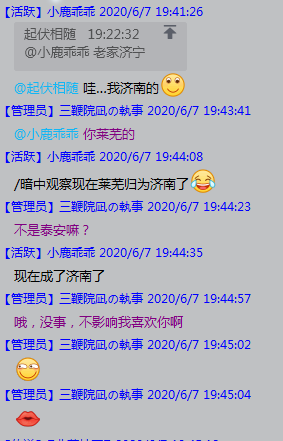 【活跃】小鹿乖乖 2020/6/7 19:41:26
起伏相随 19:22:32
@小鹿乖乖 老家济宁
@起伏相随 哇...我济南的
【管理员】三鞭院凪の執事 2020/6/7 19:43:41
@小鹿乖乖 你莱芜的
【活跃】小鹿乖乖 2020/6/7 19:44:08
/暗中观察现在莱芜归为济南了
【管理员】三鞭院凪の執事 2020/6/7 19:44:23
不是泰安嘛？
【活跃】小鹿乖乖 2020/6/7 19:44:35
现在成了济南了
【管理员】三鞭院凪の執事 2020/6/7 19:44:57
哦，没事，不影响我喜欢你啊
【管理员】三鞭院凪の執事 2020/6/7 19:45:02
【管理员】三鞭院凪の執事 2020/6/7 19:45:04